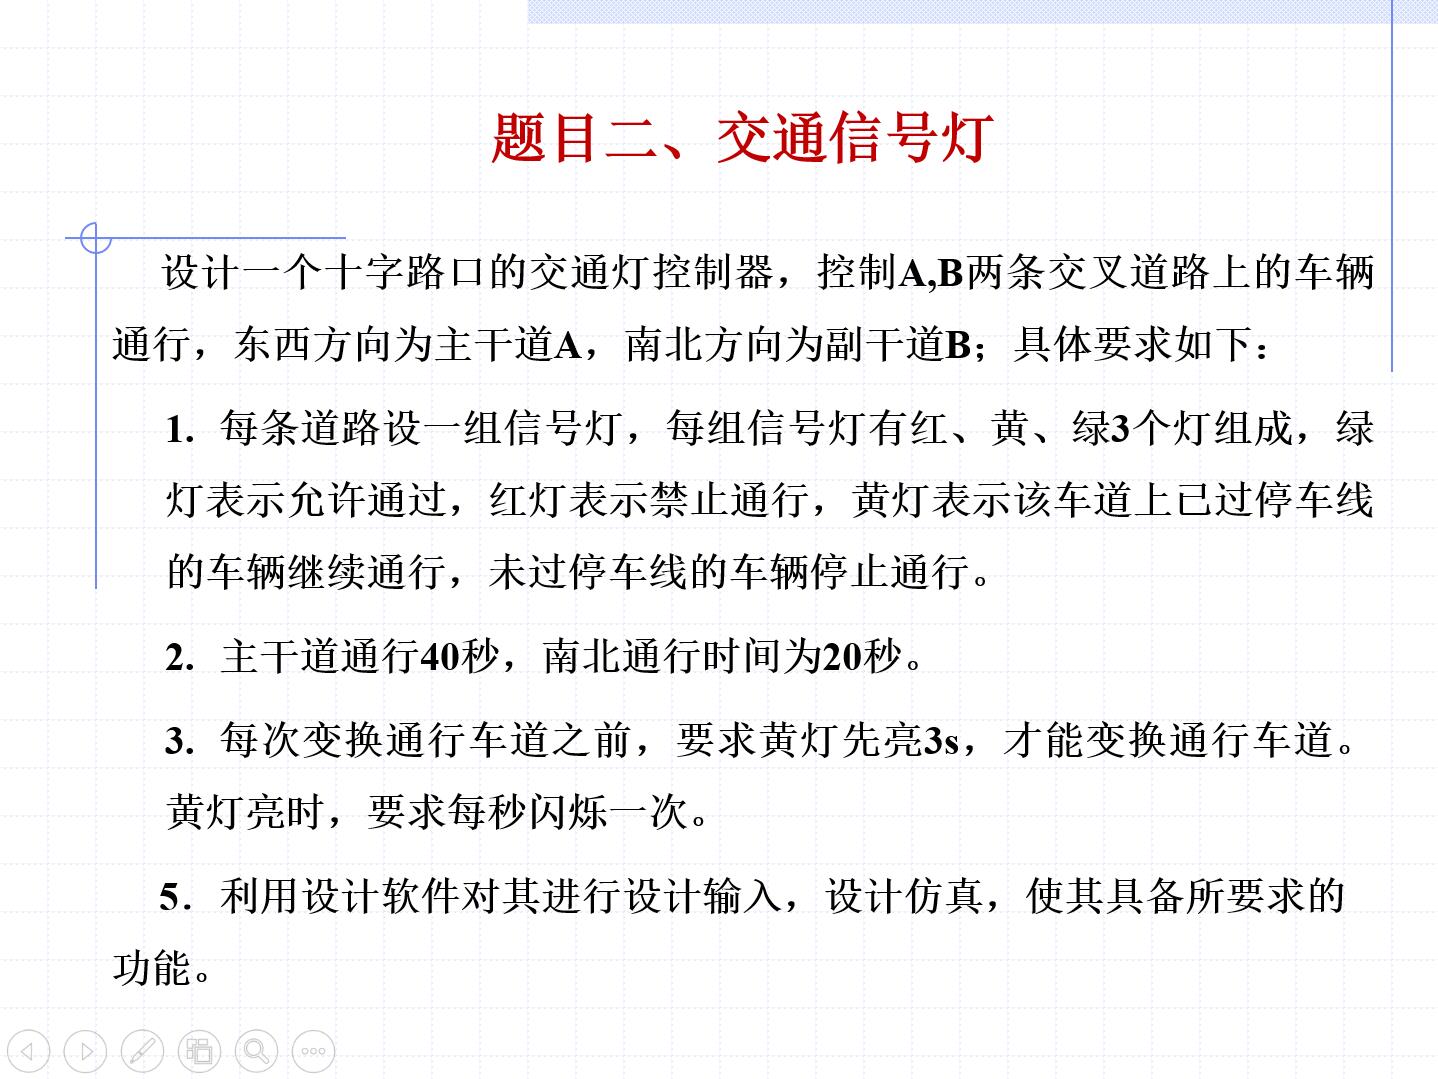 题目二、交通信号灯
设计一个十字路口的交通灯控制器，控制A,B两条交叉道路上的车辆
通行，东西方向为主干道A，南北方向为副干道B；具体要求如下：
1. 每条道路设一组信号灯，每组信号灯有红、黄、绿3个灯组成，绿
灯表示允许通过，红灯表示禁止通行，黄灯表示该车道上已过停车线
的车辆继续通行，未过停车线的车辆停止通行。
2. 主干道通行40秒，南北通行时间为20秒。
3. 每次变换通行车道之前，要求黄灯先亮3s，才能变换通行车道。
黄灯亮时，要求每秒闪烁一次。
5．利用设计软件对其进行设计输入，设计仿真，使其具备所要求的
功能。